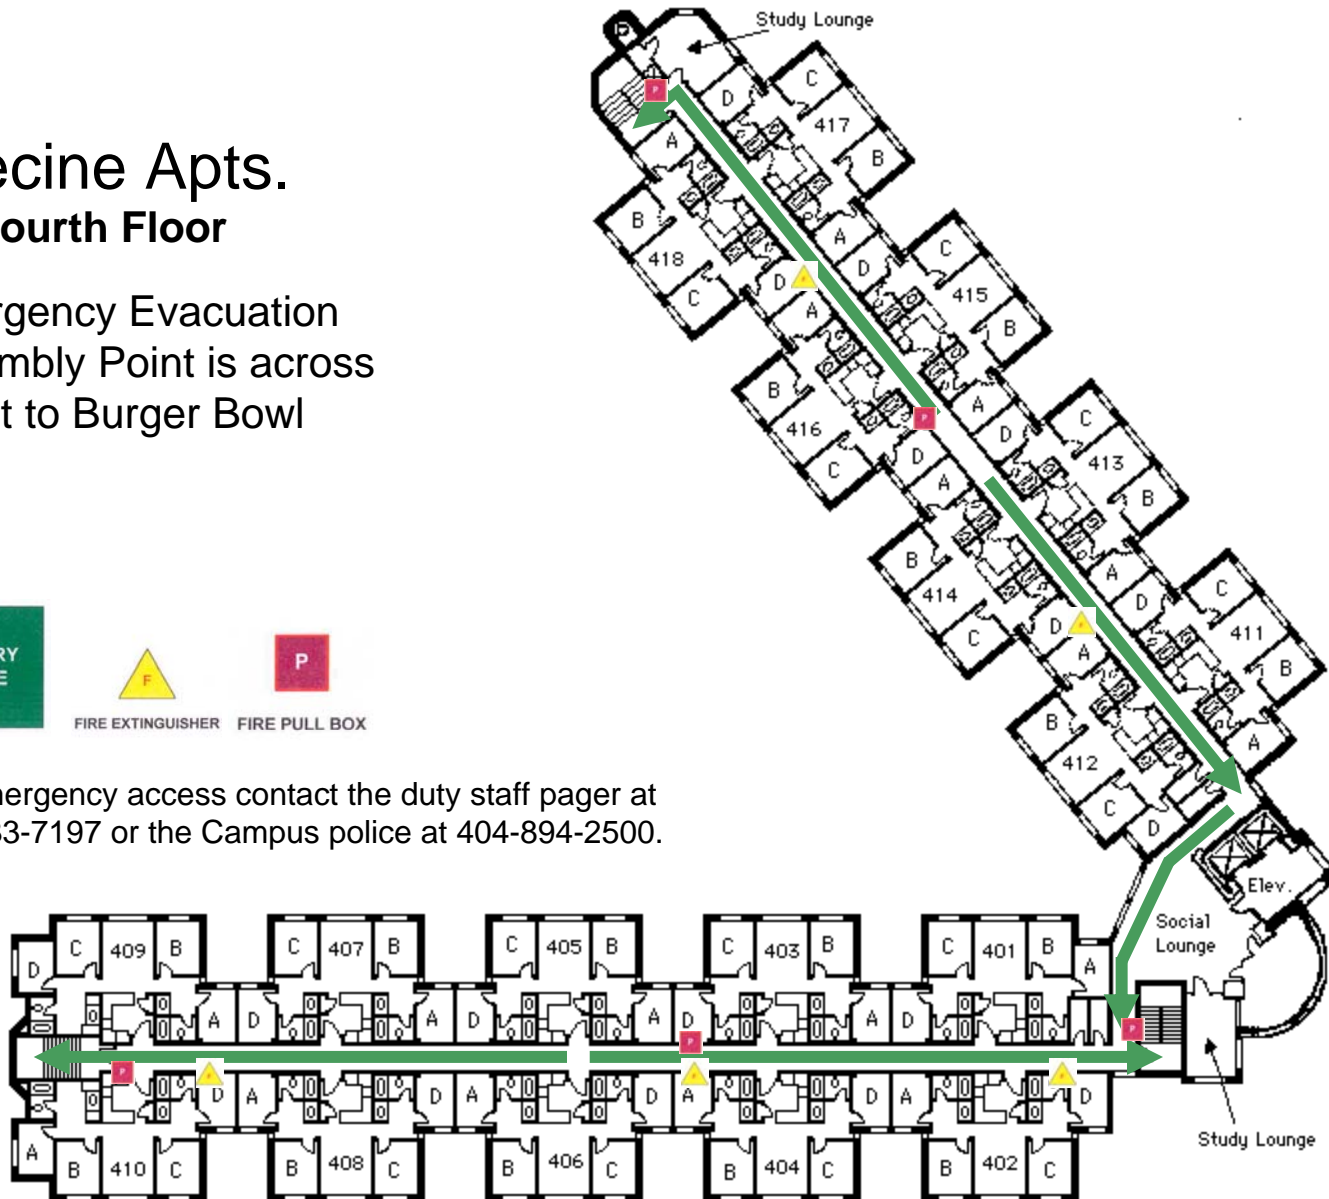 Study Lounge
ecine Apts.
ourth Floor
rgency Evacuation
mbly Point is across
t to Burger Bowl
RY
E
F
FIRE EXTINGUISHER
P
FIRE PULL BOX
mergency access contact the duty staff pager at
33-7197 or the Campus police at 404-894-2500.
P
D C
417
A B
B
418
C
D F
A
A C
D 415
B
B
416
C
P
D
A
A C
D 413
B
B
414
C
D F
A
A C
D 411
B
A
B
412
C
D
Elev.
Social
Lounge
D C 409 B A
D C 407 B A
D C 405 B A
D C 403 B A
C 401 B A
P
P
P F F F
A B 410 C D
A B 408 C D
A B 406 C D
A B 404 C D
A B 402 C D
Study Lounge